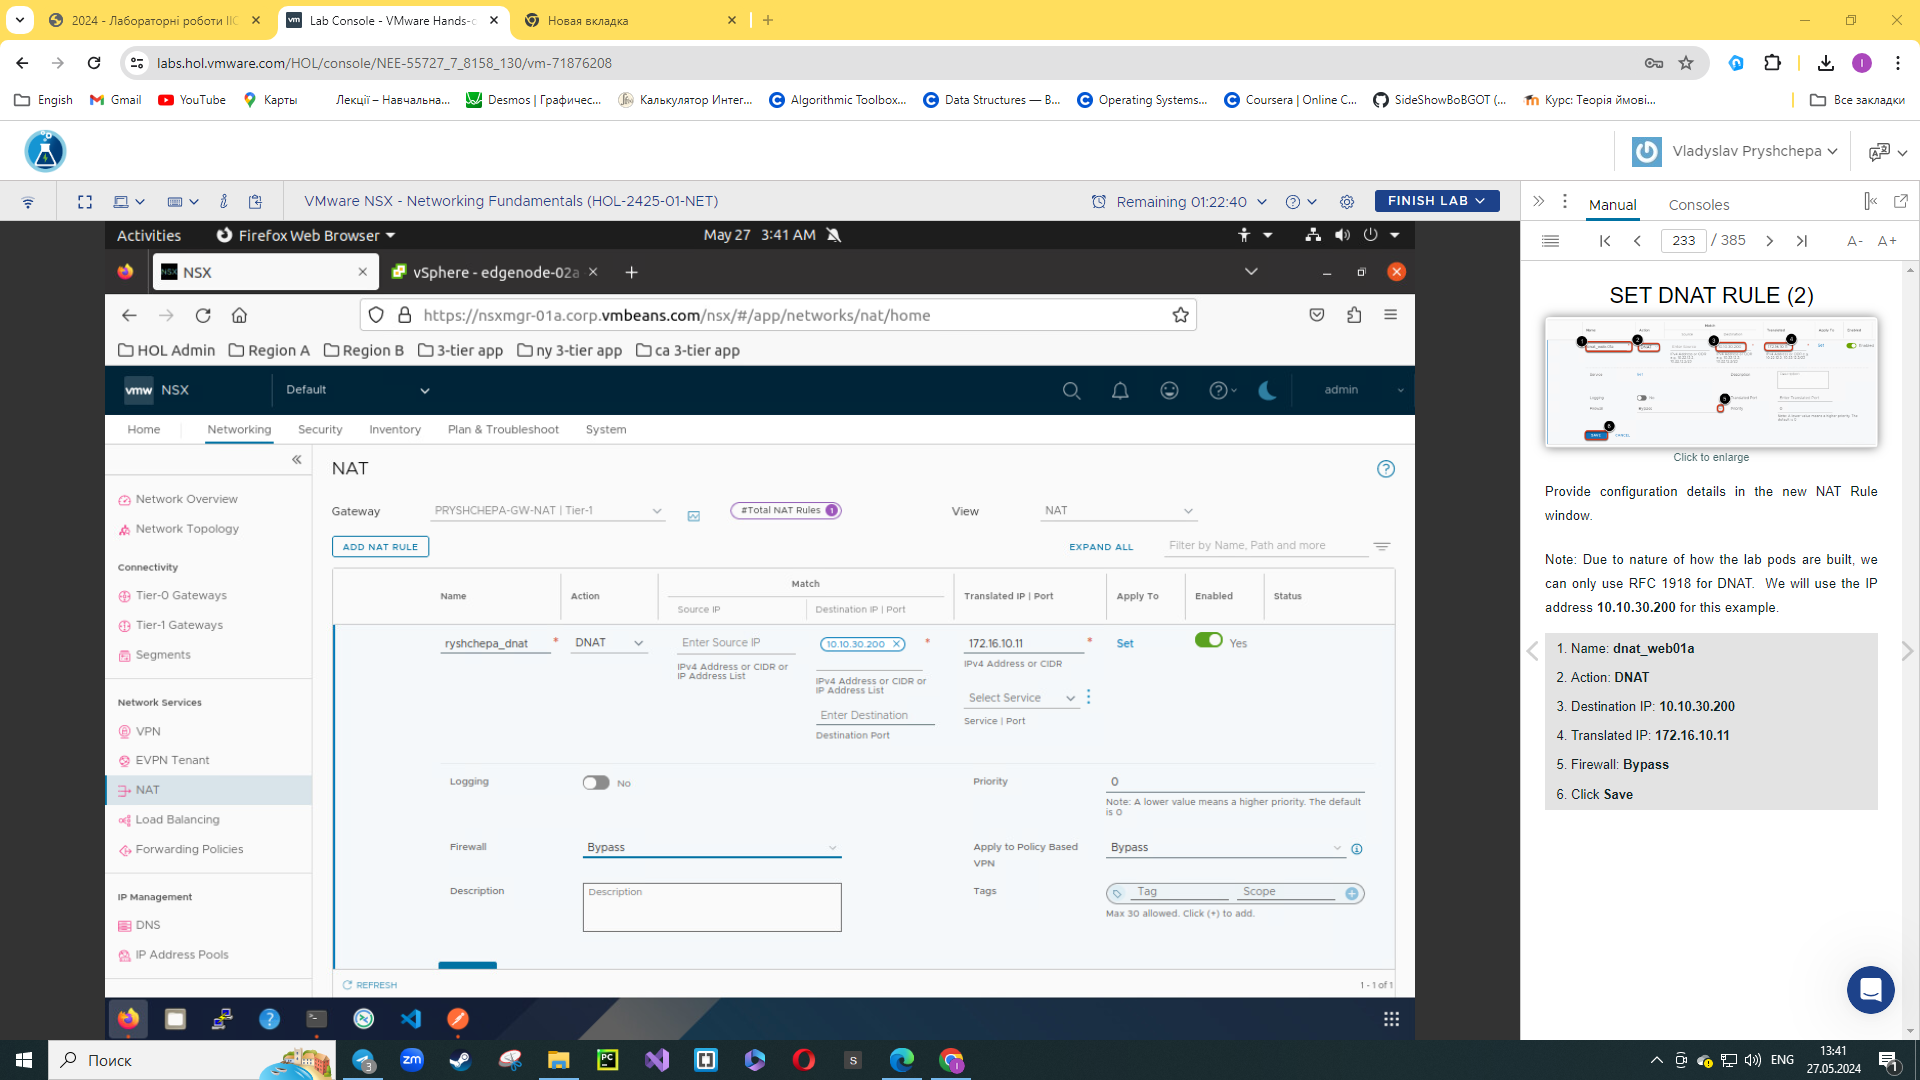 2024 - Лабораторні роботи ІІС
Lab Console - VMware Hands-o
Новая вкладка
labs.hol.vmware.com/HOL/console/NEE-55727_7_8158_130/vm-71876208
Engish
Gmail
YouTube
Карты
Лекції – Навчальна...
Desmos | Графичес...
Калькулятор Интег...
Algorithmic Toolbox...
Data Structures — В...
Operating Systems...
Coursera | Online C...
SideShowBoBGOT (...
Курс: Теорія ймові...
Все закладки
Vladyslav Pryshchepa
VMware NSX - Networking Fundamentals (HOL-2425-01-NET)
Remaining 01:22:40
FINISH LAB
Manual
Consoles
233 / 385
A-
A+
Activities
Firefox Web Browser
May 27 3:41 AM
NSX
vSphere - edgenode-02a
https://nsxmgr-01a.corp.vmbeans.com/nsx/#/app/networks/nat/home
HOL Admin
Region A
Region B
3-tier app
ny 3-tier app
ca 3-tier app
vmw NSX
Default
admin
Home
Networking
Security
Inventory
Plan & Troubleshoot
System
Network Overview
Network Topology
Connectivity
Tier-0 Gateways
Tier-1 Gateways
Segments
Network Services
VPN
EVPN Tenant
NAT
Load Balancing
Forwarding Policies
IP Management
DNS
IP Address Pools
NAT
Gateway
PRYSHCHEPA-GW-NAT | Tier-1
#Total NAT Rules 1
View
NAT
ADD NAT RULE
EXPAND ALL
Filter by Name, Path and more
Name
Action
Match
Source IP
Destination IP | Port
Translated IP | Port
Apply To
Enabled
Status
ryshchepa_dnat *
DNAT
Enter Source IP
IPv4 Address or CIDR or
IP Address List
10.10.30.200 *
IPv4 Address or CIDR or
IP Address List
Enter Destination
Destination Port
172.16.10.11 *
IPv4 Address or CIDR
Select Service
Service | Port
Set
Yes
Logging
No
Priority
0
Note: A lower value means a higher priority. The default
is 0
Firewall
Bypass
Apply to Policy Based
VPN
Bypass
Description
Description
Tags
Tag
Scope
Max 30 allowed. Click (+) to add.
REFRESH
1 - 1 of 1
SET DNAT RULE (2)
Click to enlarge
Provide configuration details in the new NAT Rule
window.
Note: Due to nature of how the lab pods are built, we
can only use RFC 1918 for DNAT. We will use the IP
address 10.10.30.200 for this example.
1. Name: dnat_web01a
2. Action: DNAT
3. Destination IP: 10.10.30.200
4. Translated IP: 172.16.10.11
5. Firewall: Bypass
6. Click Save
Поиск
ENG
13:41
27.05.2024